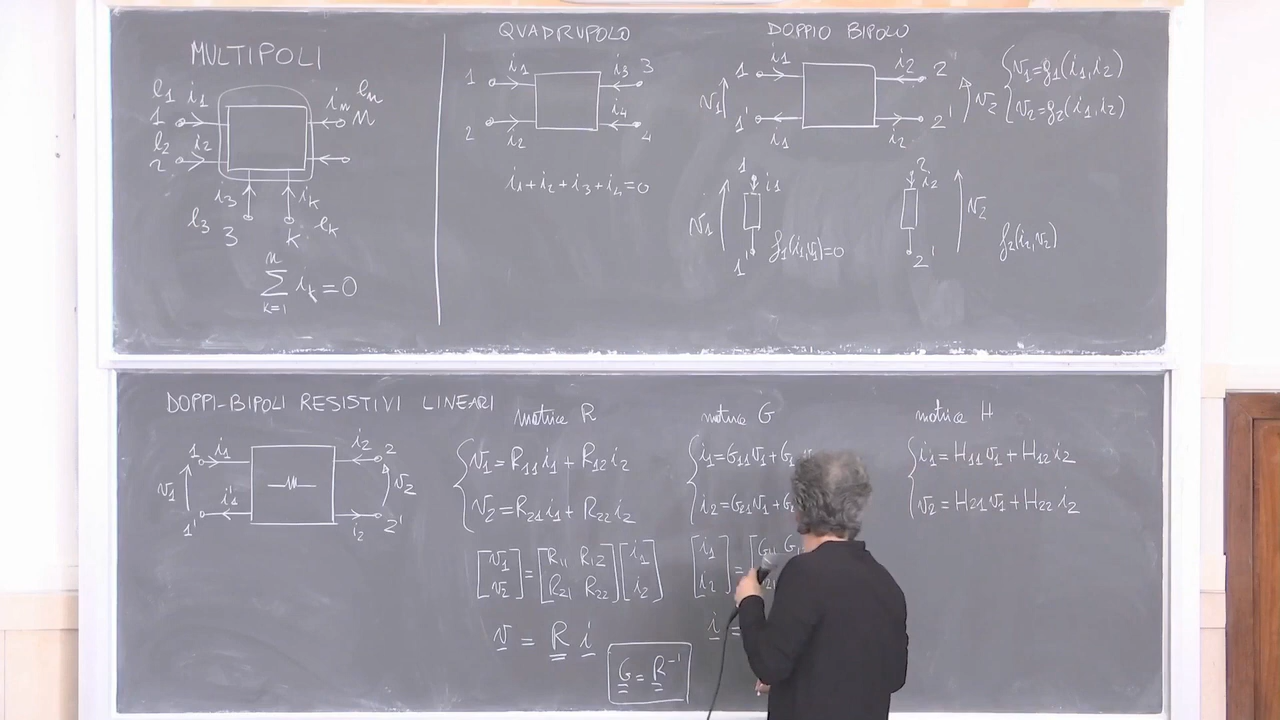 MULTIPOLI
l1 i1 in ln
1 n
l2 i2
2
i3 ik
l3 lk
3 k
n
∑ ik = 0
k=1
QUADRUPOLO
1 i1 i3 3
2 i2 i4 4
i1 + i2 + i3 + i4 = 0
DOPPIO BIPOLO
1 i1 i2 2
v1 v2
1' i1 i2 2'
{ v1 = f1(i1, i2)
v2 = f2(i1, i2)
1 i1
v1
1'
f1(i1, v1) = 0
2 i2
v2
2'
f2(i2, v2)
DOPPI-BIPOLI RESISTIVI LINEARI
1 i1 i2 2
v1 v2
1' i1 i2 2'
matrice R
{ v1 = R11 i1 + R12 i2
v2 = R21 i1 + R22 i2
[v1] = [R11 R12] [i1]
[v2] [R21 R22] [i2]
v = R i
G = R⁻¹
matrice G
{ i1 = G11 v1 +
i2 = G21 v1 +
[i1] = [G11
[i2]
i =
matrice H
{ i1 = H11 v1 + H12 i2
v2 = H21 v1 + H22 i2